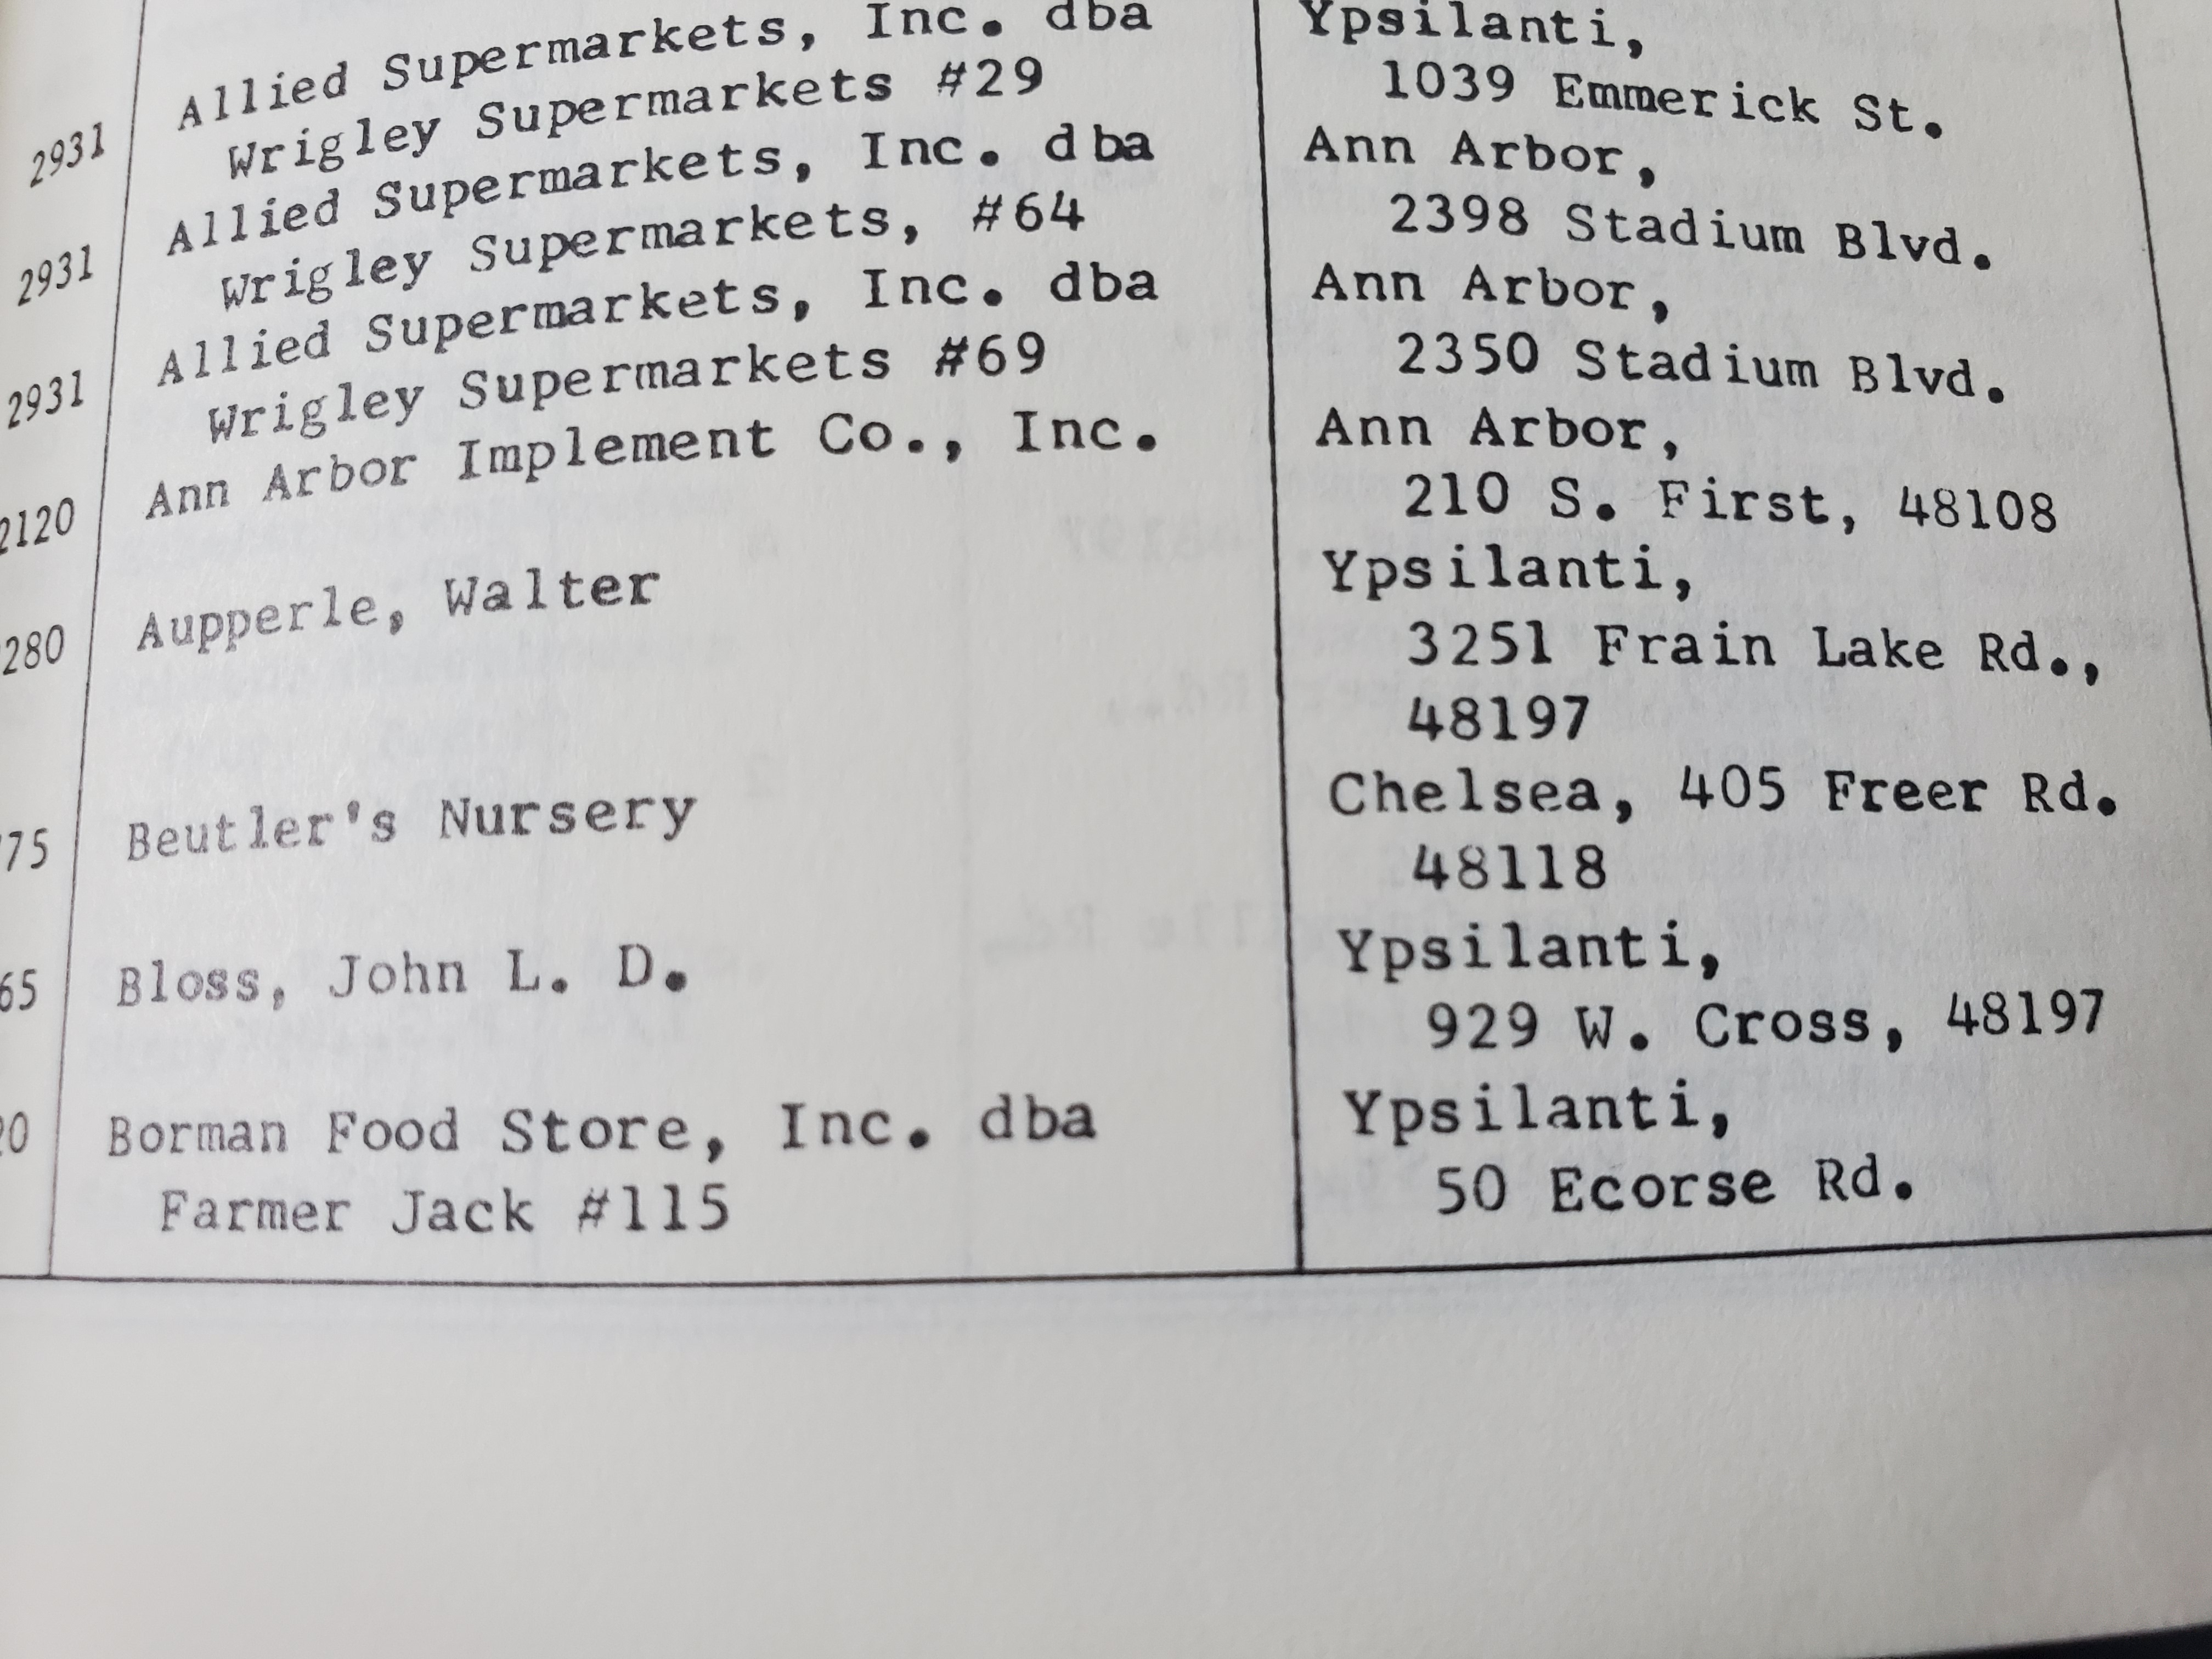 2931 Allied Supermarkets, Inc. dba Ypsilanti,
Wrigley Supermarkets #29 1039 Emmerick St.
2931 Allied Supermarkets, Inc. dba Ann Arbor,
Wrigley Supermarkets, #64 2398 Stadium Blvd.
2931 Allied Supermarkets, Inc. dba Ann Arbor,
Wrigley Supermarkets #69 2350 Stadium Blvd.
2120 Ann Arbor Implement Co., Inc. Ann Arbor,
210 S. First, 48108
280 Aupperle, Walter Ypsilanti,
3251 Frain Lake Rd.,
48197
75 Beutler's Nursery Chelsea, 405 Freer Rd.
48118
65 Bloss, John L. D. Ypsilanti,
929 W. Cross, 48197
20 Borman Food Store, Inc. dba Ypsilanti,
Farmer Jack #115 50 Ecorse Rd.